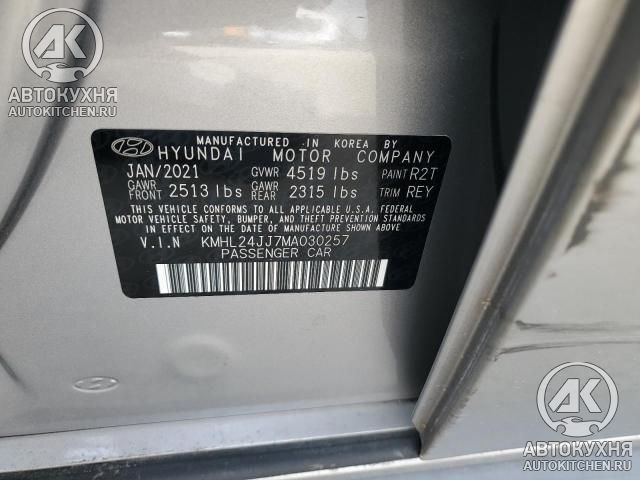 AK
АВТОКУХНЯ
AUTOKITCHEN.RU
MANUFACTURED IN KOREA BY
HYUNDAI MOTOR COMPANY
JAN/2021 GVWR 4519 lbs PAINT R2T
GAWR FRONT 2513 lbs GAWR REAR 2315 lbs TRIM REY
THIS VEHICLE CONFORMS TO ALL APPLICABLE U.S.A. FEDERAL
MOTOR VEHICLE SAFETY, BUMPER, AND THEFT PREVENTION STANDARDS
IN EFFECT ON THE DATE OF MANUFACTURE SHOWN ABOVE.
V.I.N KMHL24JJ7MA030257
PASSENGER CAR
AK
АВТОКУХНЯ
AUTOKITCHEN.RU